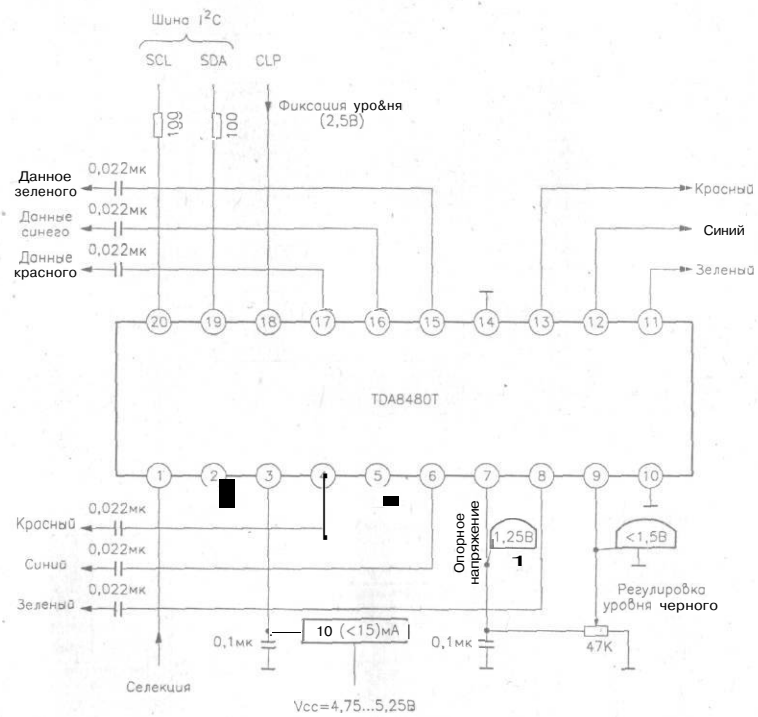 Шина I²C
SCL SDA CLP
Фиксация уро&ня
(2,5В)
100
0,022мк
Данное
зеленого
0,022мк
Данные
синего
0,022мк
Данные
красного
Красный
Синий
Зеленый
20 19 18 17 16 15 14 13 12 11
TDA8480T
1 2 3 4 5 6 7 8 9 10
0,022мк
Красный
0,022мк
Синий
0,022мк
Зеленый
Опорное
напряжение
1,25В
<1,5В
Регулировка
уровня черного
0,1мк
10 (<15)мА
0,1мк
47К
Селекция
Vcc=4,75...5,25В